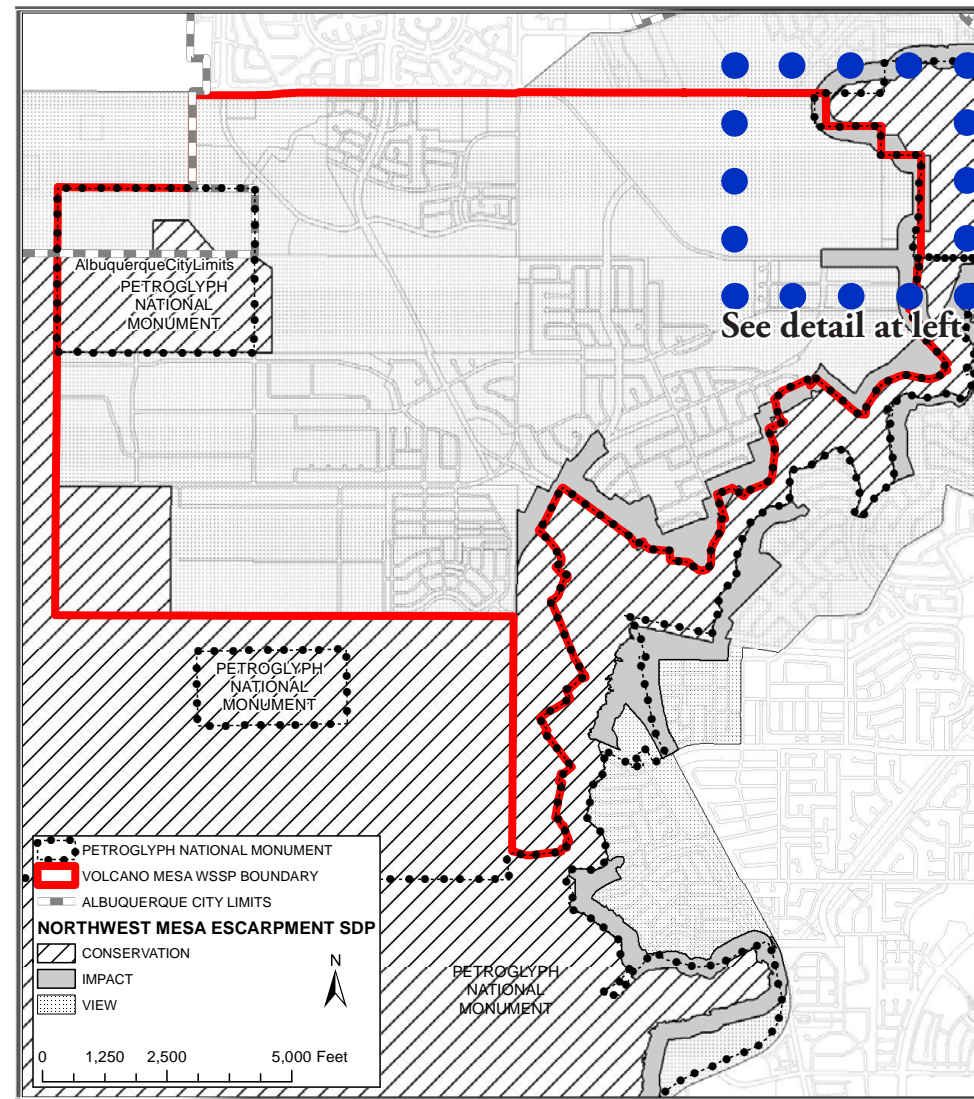 AlbuquerqueCityLimits
PETROGLYPH
NATIONAL
MONUMENT
See detail at left
PETROGLYPH
NATIONAL
MONUMENT
PETROGLYPH
NATIONAL
MONUMENT
PETROGLYPH NATIONAL MONUMENT
VOLCANO MESA WSSP BOUNDARY
ALBUQUERQUE CITY LIMITS
NORTHWEST MESA ESCARPMENT SDP
CONSERVATION
IMPACT
VIEW
N
0 1,250 2,500 5,000 Feet